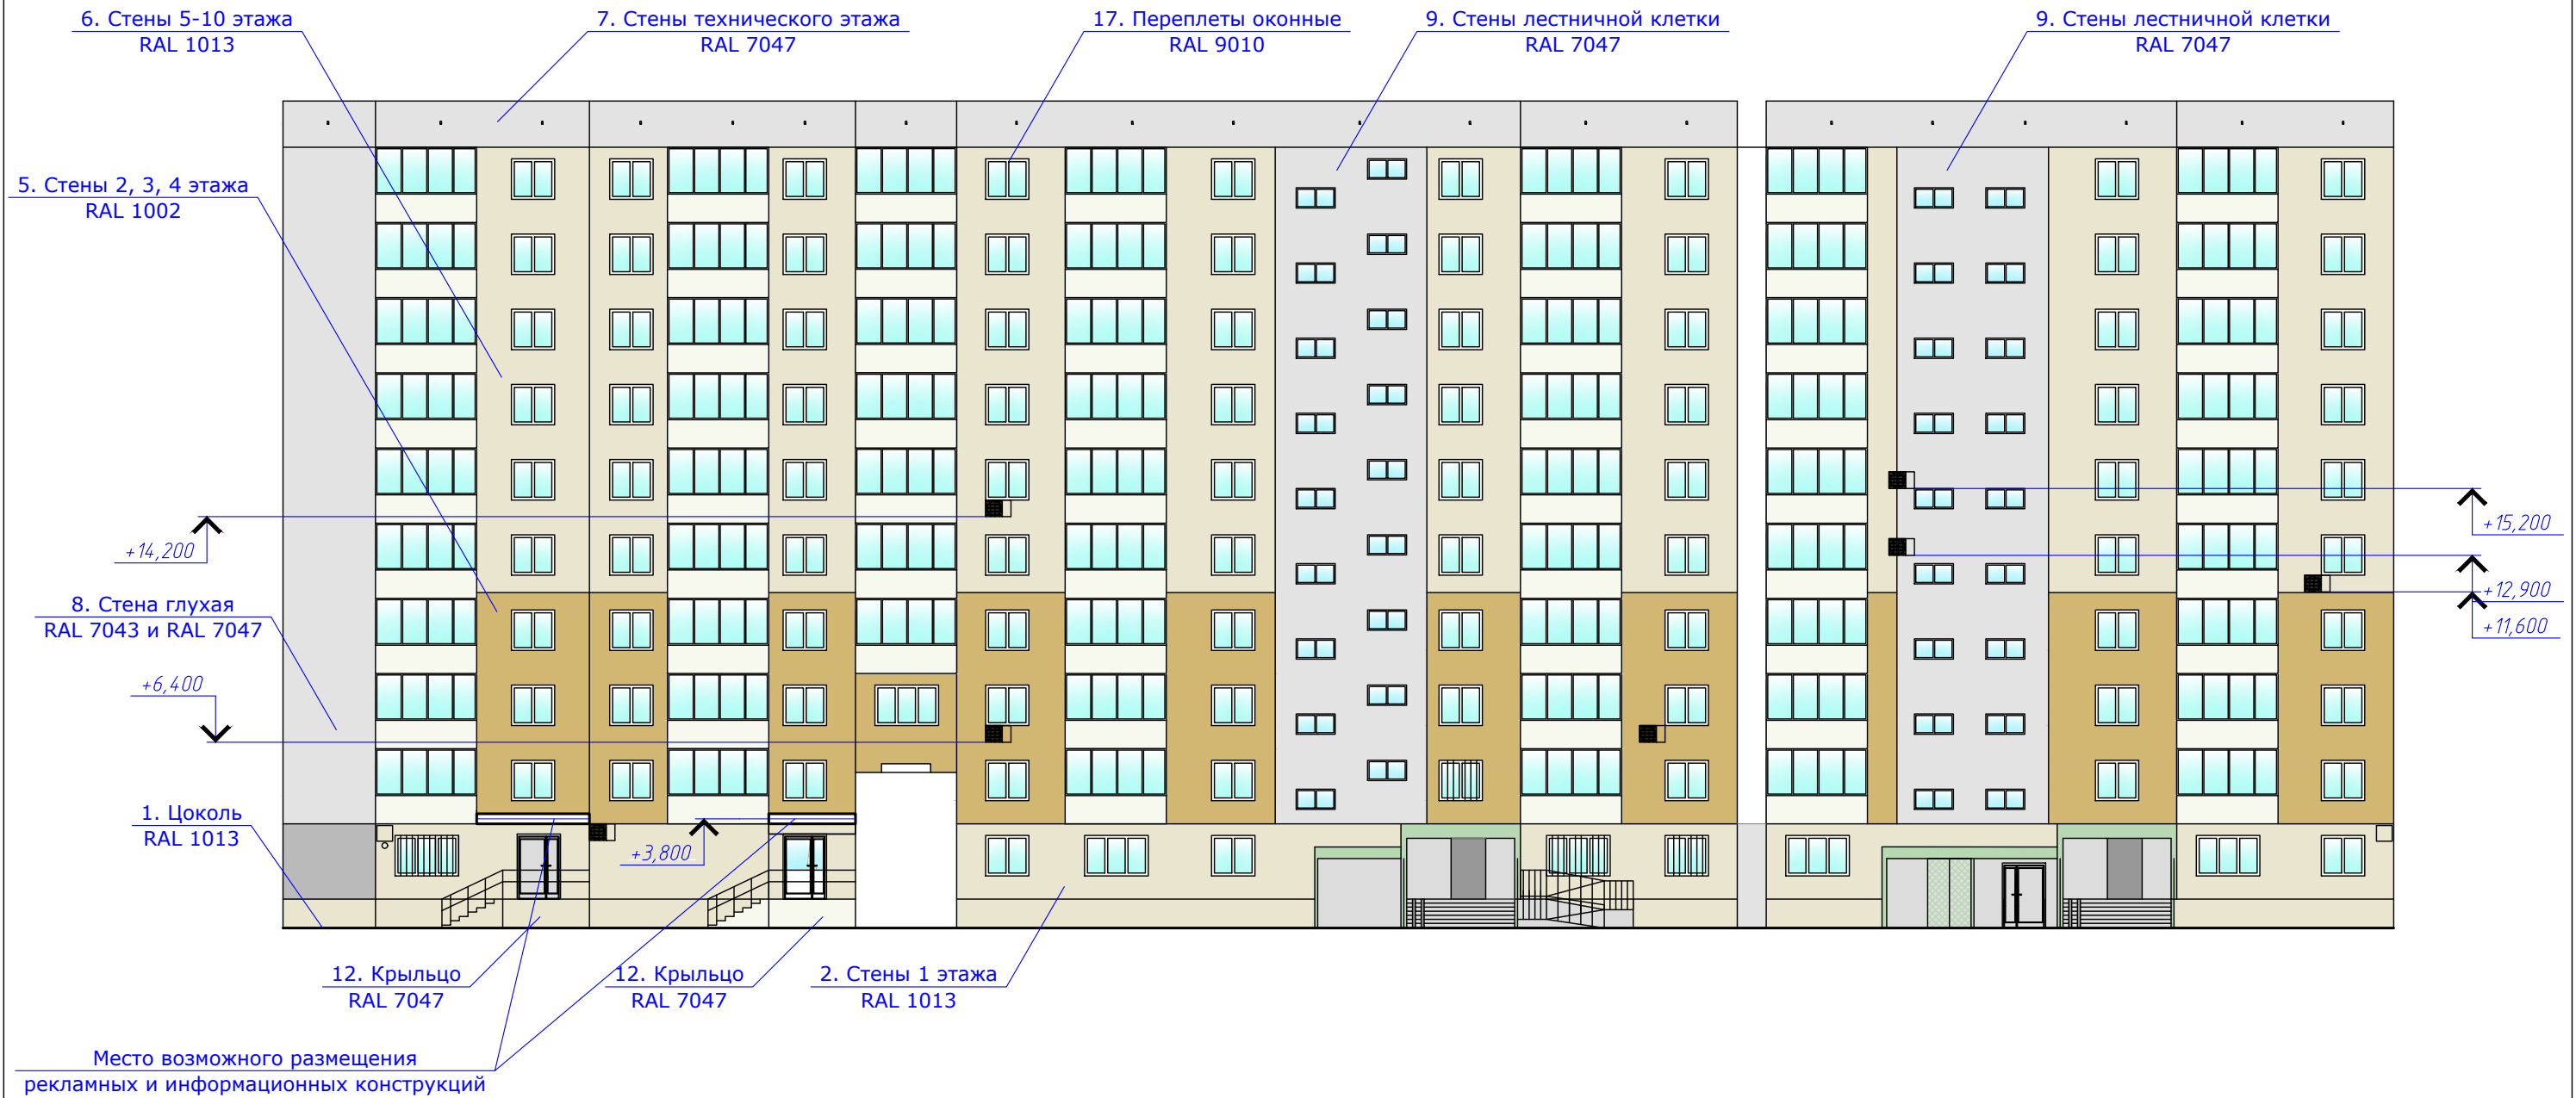 6. Стены 5-10 этажа
RAL 1013
7. Стены технического этажа
RAL 7047
17. Переплеты оконные
RAL 9010
9. Стены лестничной клетки
RAL 7047
9. Стены лестничной клетки
RAL 7047
5. Стены 2, 3, 4 этажа
RAL 1002
+14,200
+15,200
+12,900
+11,600
8. Стена глухая
RAL 7043 и RAL 7047
+6,400
1. Цоколь
RAL 1013
+3,800
12. Крыльцо
RAL 7047
12. Крыльцо
RAL 7047
2. Стены 1 этажа
RAL 1013
Место возможного размещения
рекламных и информационных конструкций